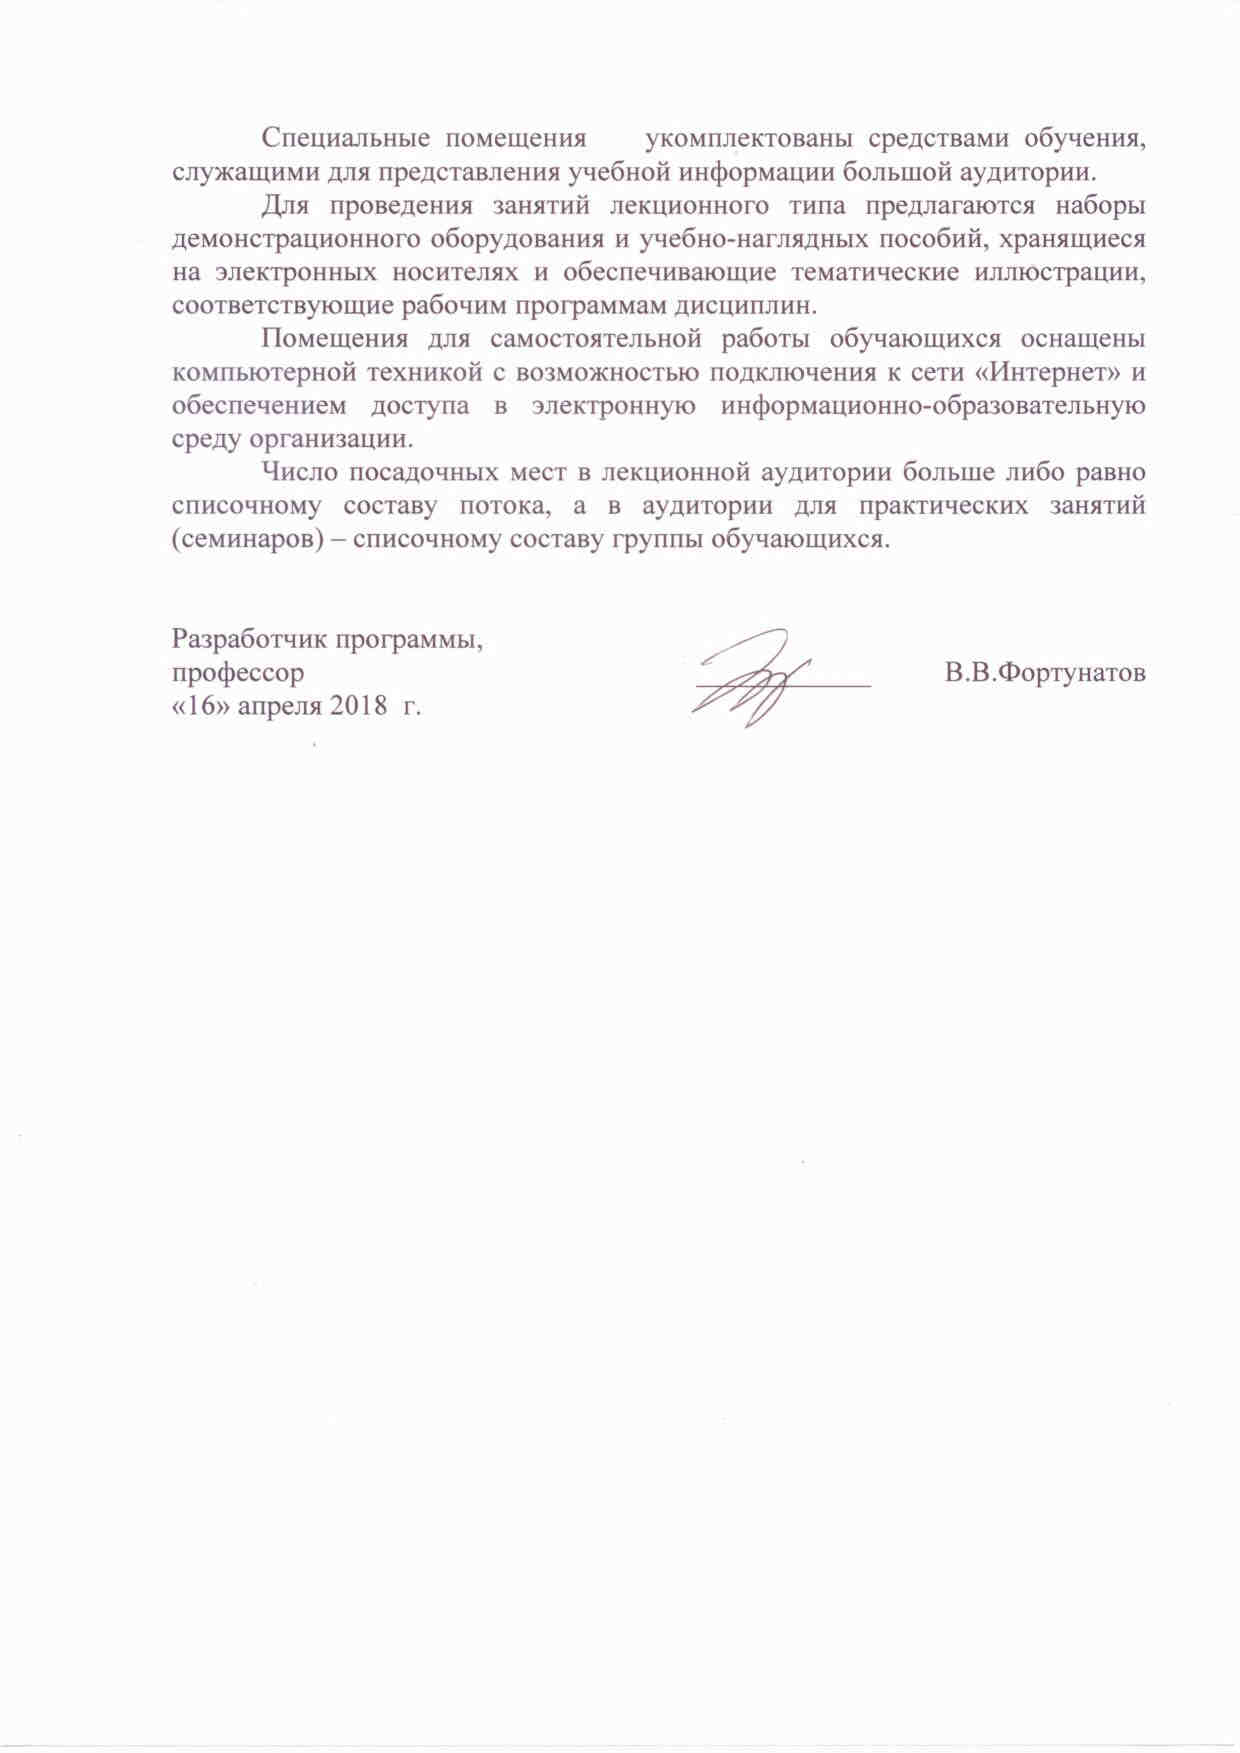 Специальные помещения укомплектованы средствами обучения,
служащими для представления учебной информации большой аудитории.
Для проведения занятий лекционного типа предлагаются наборы
демонстрационного оборудования и учебно-наглядных пособий, хранящиеся
на электронных носителях и обеспечивающие тематические иллюстрации,
соответствующие рабочим программам дисциплин.
Помещения для самостоятельной работы обучающихся оснащены
компьютерной техникой с возможностью подключения к сети «Интернет» и
обеспечением доступа в электронную информационно-образовательную
среду организации.
Число посадочных мест в лекционной аудитории больше либо равно
списочному составу потока, а в аудитории для практических занятий
(семинаров) – списочному составу группы обучающихся.
Разработчик программы,
профессор В.В.Фортунатов
«16» апреля 2018 г.